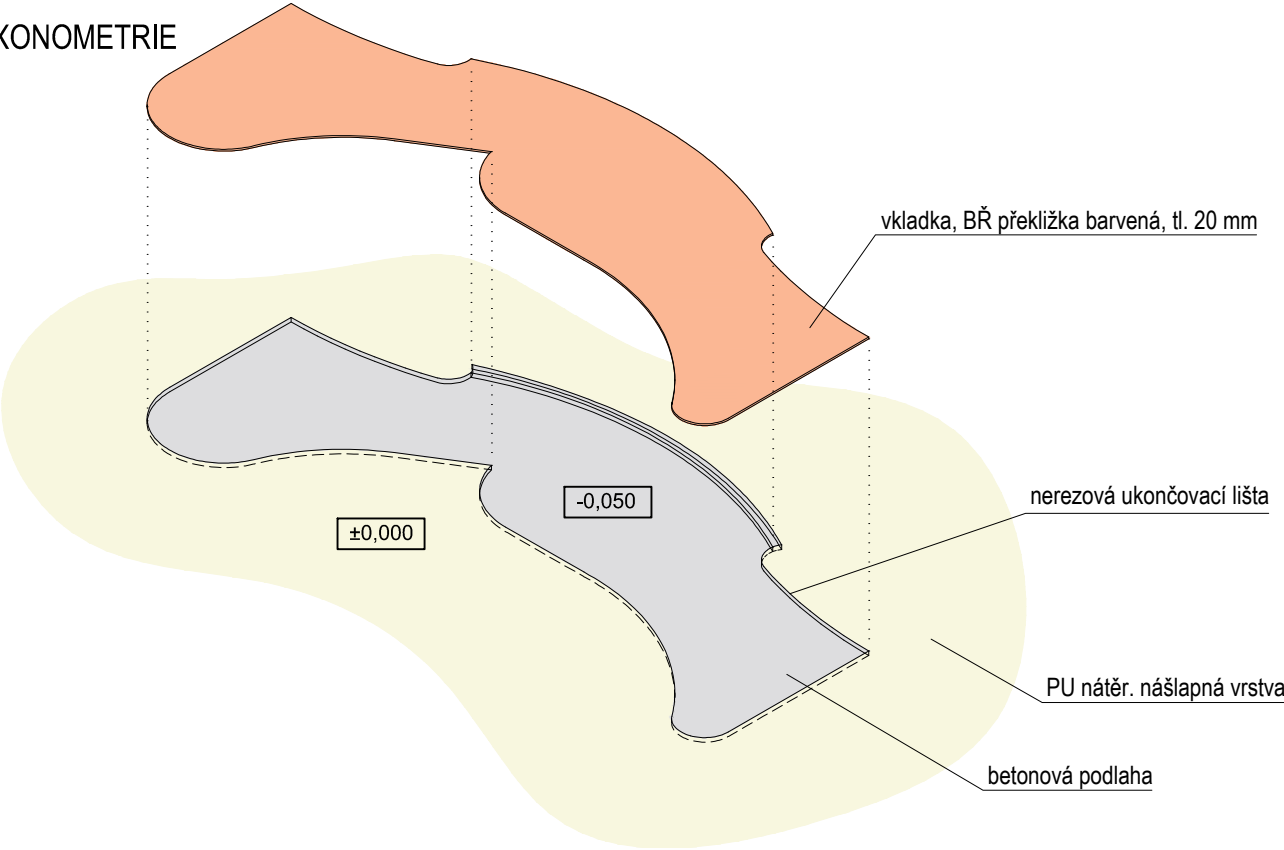 XONOMETRIE
vkladka, BŘ překližka barvená, tl. 20 mm
nerezová ukončovací lišta
-0,050
±0,000
PU nátěr. nášlapná vrstva
betonová podlaha